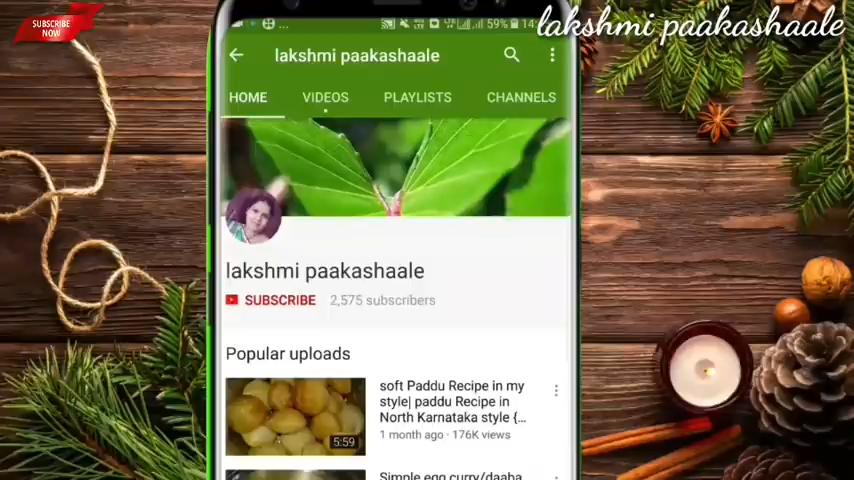 SUBSCRIBE
NOW
lakshmi paakashaale
... 59% 14:
lakshmi paakashaale
HOME VIDEOS PLAYLISTS CHANNELS
lakshmi paakashaale
SUBSCRIBE 2,575 subscribers
Popular uploads
soft Paddu Recipe in my
style| paddu Recipe in
North Karnataka style {...
1 month ago · 176K views
5:59
Simple egg curry/daaba